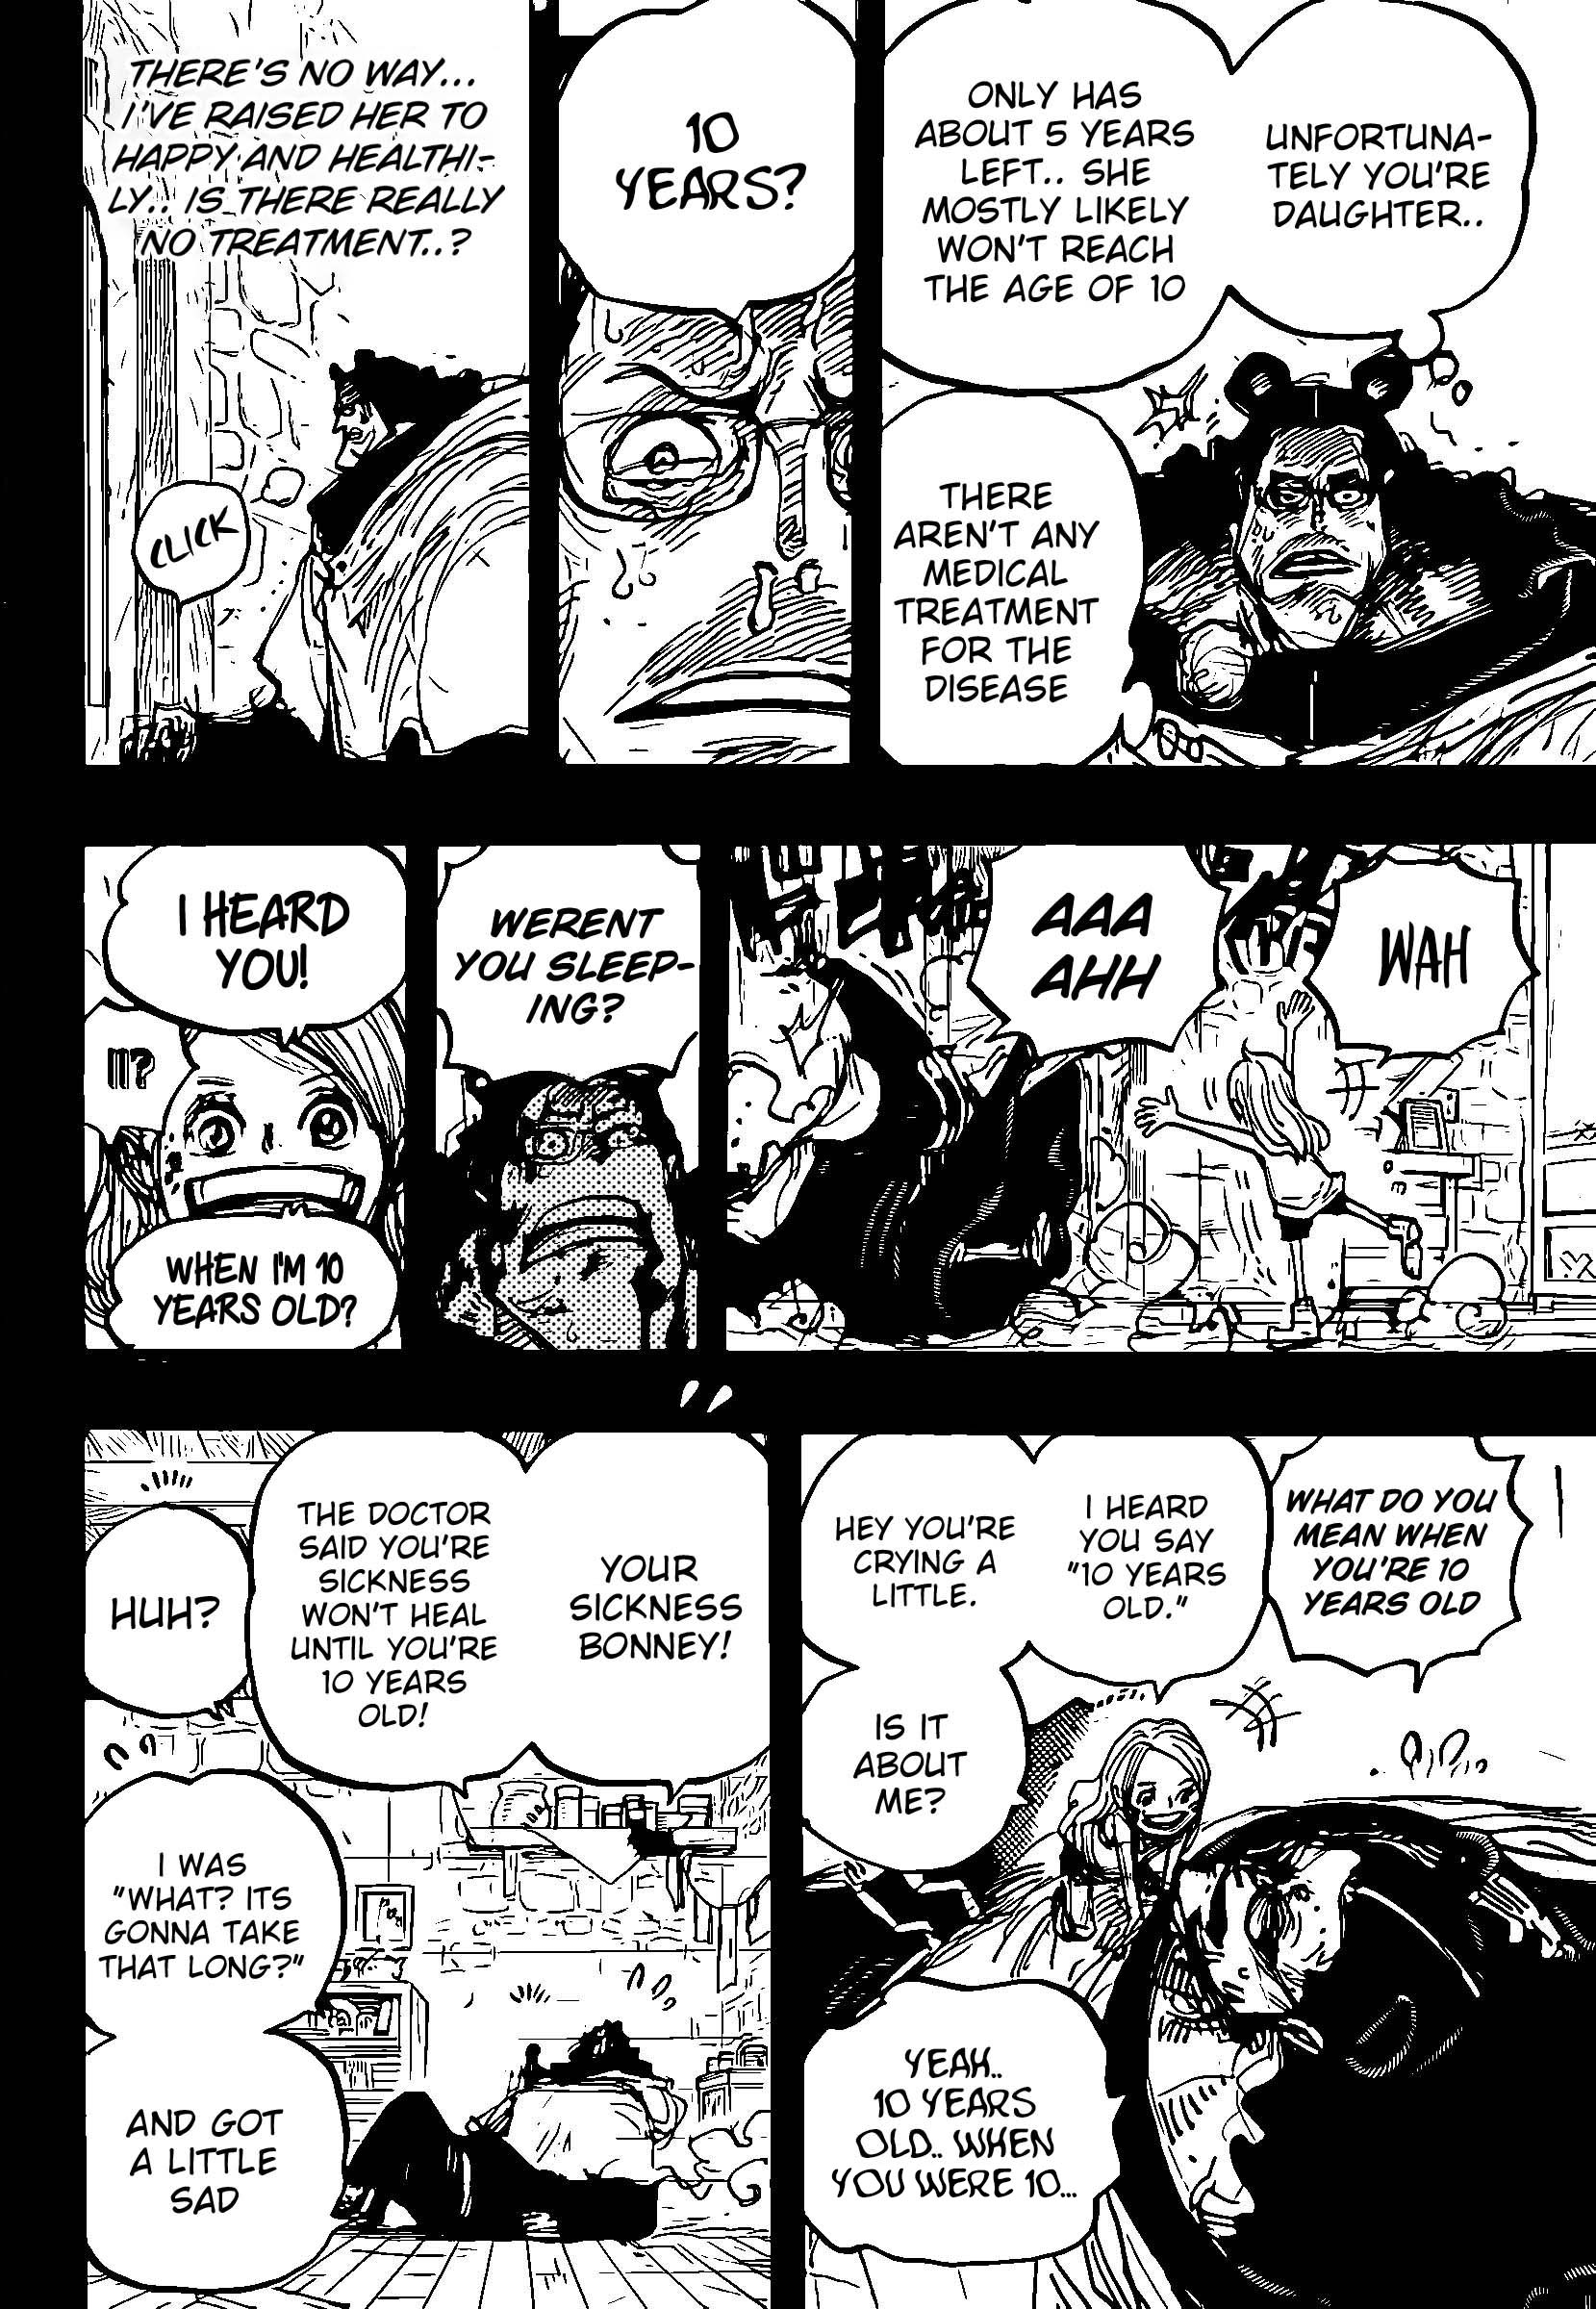 UNFORTUNA-
TELY YOU'RE
DAUGHTER..
ONLY HAS
ABOUT 5 YEARS
LEFT.. SHE
MOSTLY LIKELY
WON'T REACH
THE AGE OF 10
THERE
AREN'T ANY
MEDICAL
TREATMENT
FOR THE
DISEASE
10
YEARS?
THERE'S NO WAY...
I'VE RAISED HER TO
HAPPY AND HEALTHI-
LY.. IS THERE REALLY
NO TREATMENT..?
CLICK
WAH
AAA
AHH
WERENT
YOU SLEEP-
ING?
I HEARD
YOU!
!!?
WHEN I'M 10
YEARS OLD?
WHAT DO YOU
MEAN WHEN
YOU'RE 10
YEARS OLD
I HEARD
YOU SAY
"10 YEARS
OLD."
HEY YOU'RE
CRYING A
LITTLE.
IS IT
ABOUT
ME?
YEAH..
10 YEARS
OLD.. WHEN
YOU WERE 10...
YOUR
SICKNESS
BONNEY!
THE DOCTOR
SAID YOU'RE
SICKNESS
WON'T HEAL
UNTIL YOU'RE
10 YEARS
OLD!
HUH?
I WAS
"WHAT? ITS
GONNA TAKE
THAT LONG?"
AND GOT
A LITTLE
SAD